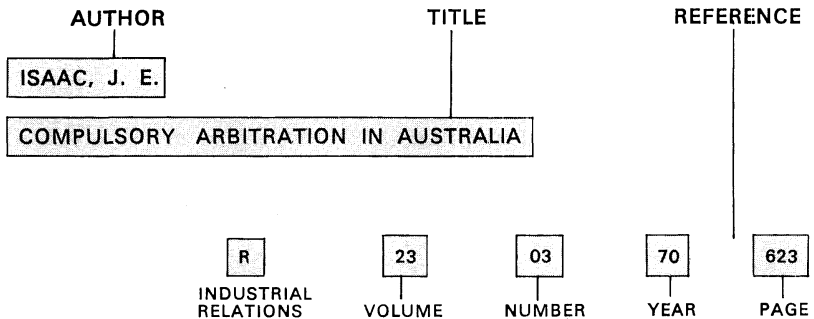 AUTHOR TITLE REFERENCE
ISAAC, J. E.
COMPULSORY ARBITRATION IN AUSTRALIA
R 23 03 70 623
INDUSTRIAL
RELATIONS VOLUME NUMBER YEAR PAGE